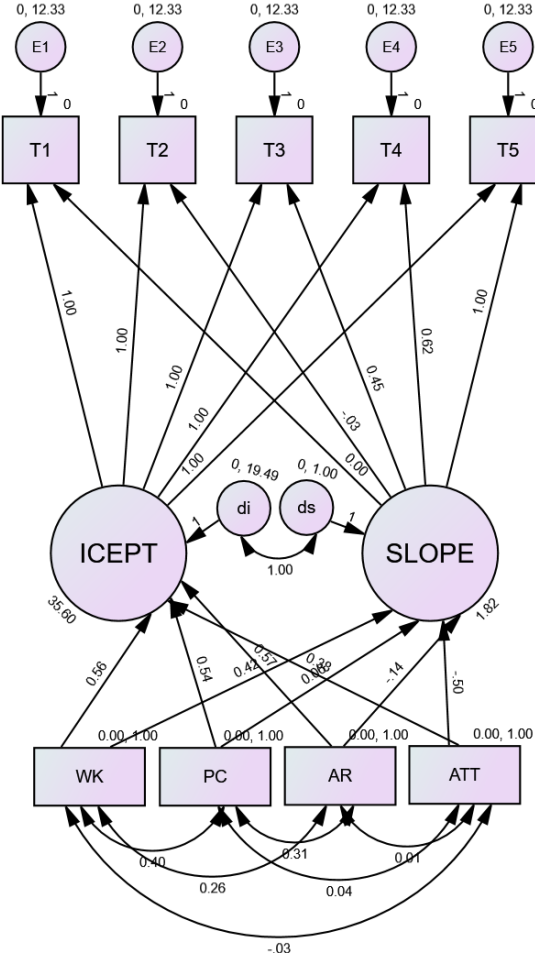 0, 12.33 0, 12.33 0, 12.33 0, 12.33 0, 12.33
E1 E2 E3 E4 E5
1 0 1 0 1 0 1 0 1 0
T1 T2 T3 T4 T5
1.00 1.00 1.00 1.00 1.00 0.00 -.03 0.45 0.62 1.00
0, 19.49 0, 1.00
di ds
1 1
1.00
ICEPT SLOPE
35.60 1.82
0.56 0.54 0.42 0.57 -.14 -.50
0.00, 1.00 0.00, 1.00 0.00, 1.00 0.00, 1.00
WK PC AR ATT
0.40 0.31 0.01
0.26 0.04
-.03